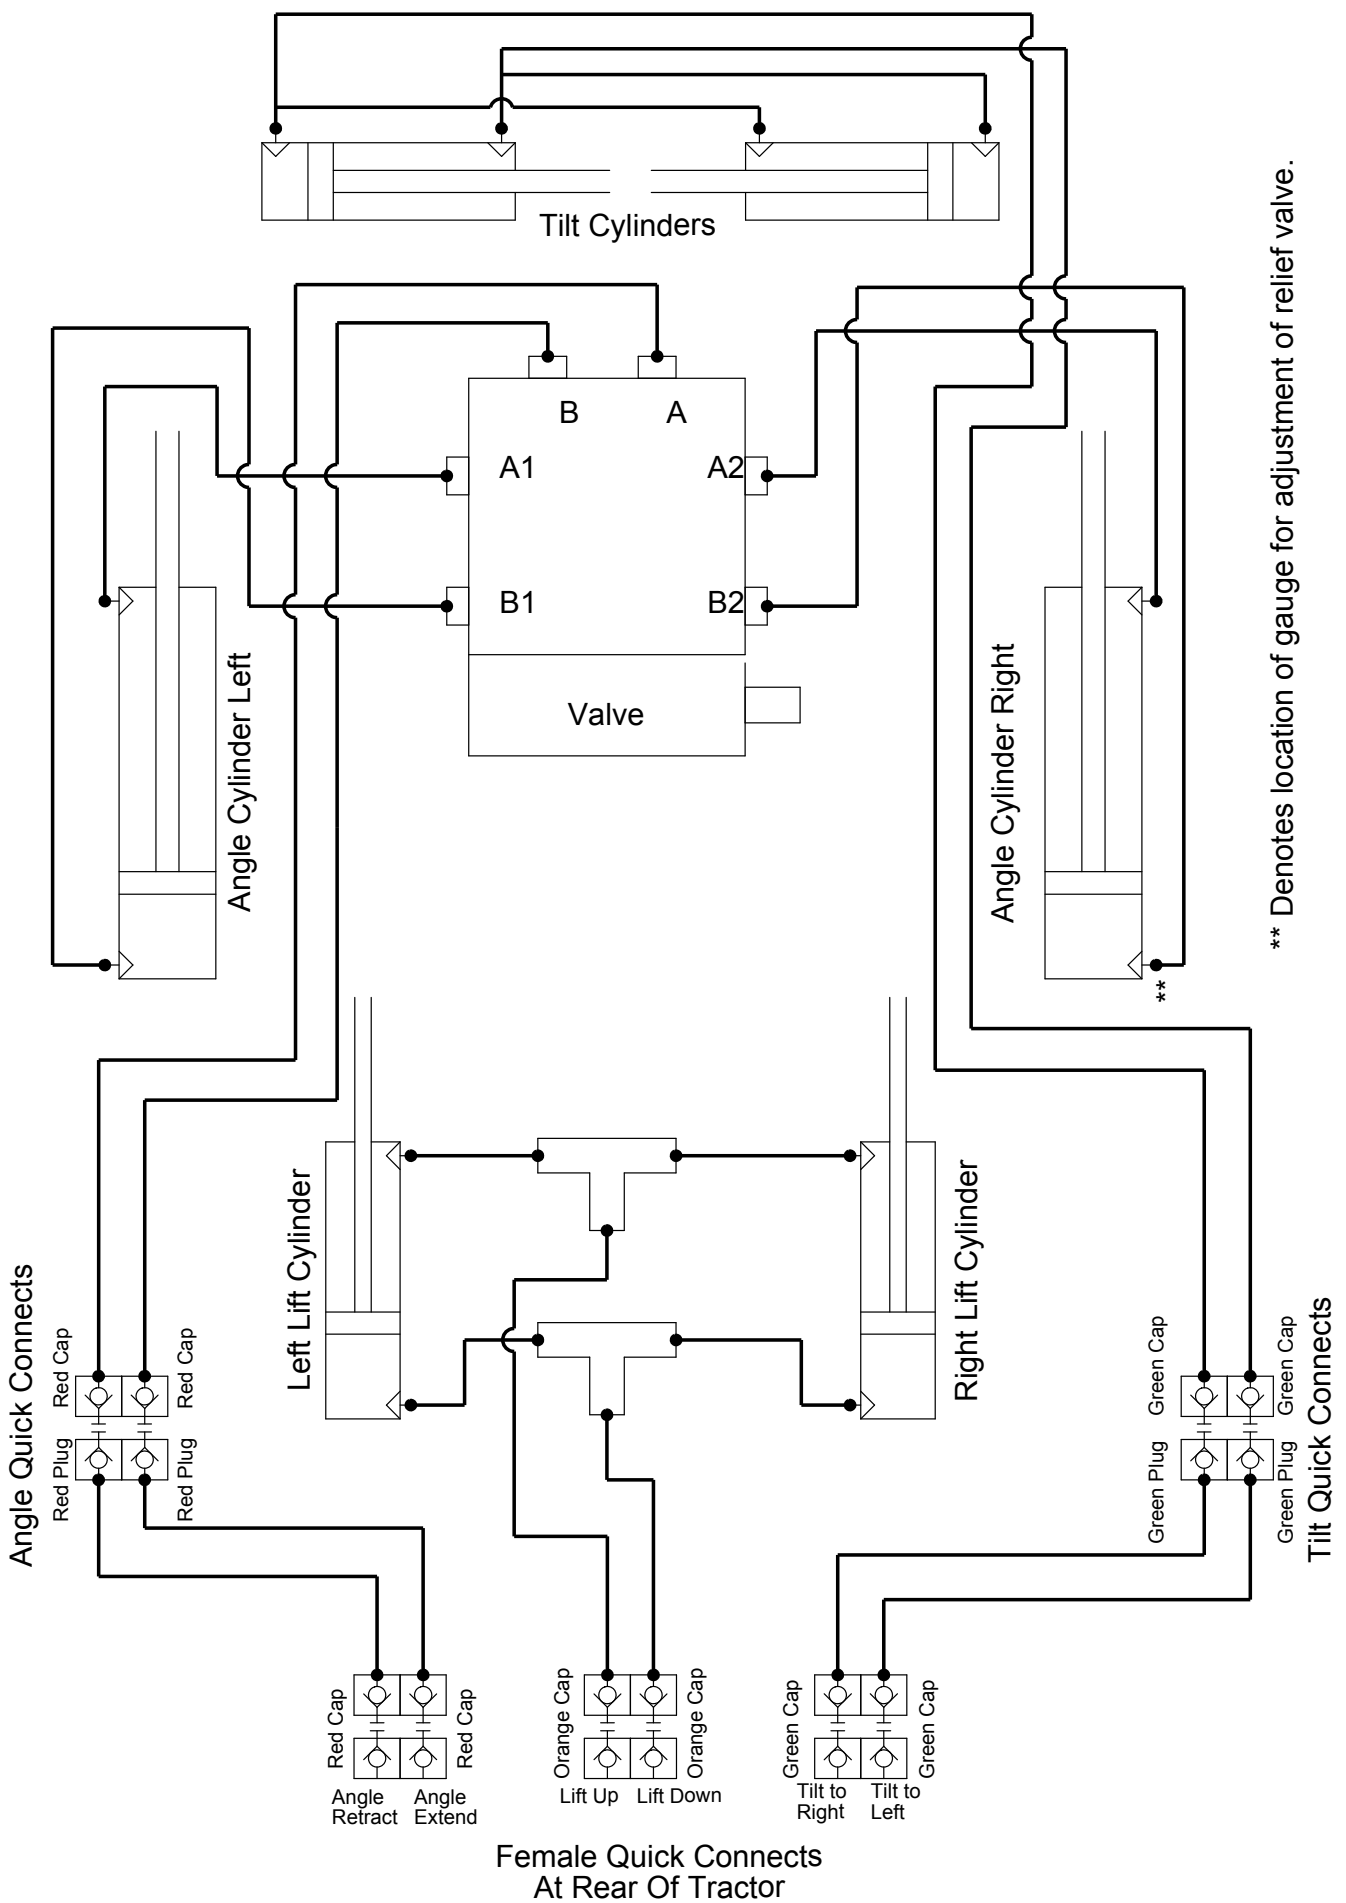 Tilt Cylinders
** Denotes location of gauge for adjustment of relief valve.
B
A
A1
A2
B1
B2
Valve
Angle Cylinder Left
Angle Cylinder Right
**
Left Lift Cylinder
Right Lift Cylinder
Angle Quick Connects
Red Cap
Red Cap
Red Plug
Red Plug
Green Cap
Green Cap
Green Plug
Green Plug
Tilt Quick Connects
Red Cap
Red Cap
Orange Cap
Orange Cap
Green Cap
Green Cap
Angle
Retract
Angle
Extend
Lift Up
Lift Down
Tilt to
Right
Tilt to
Left
Female Quick Connects
At Rear Of Tractor